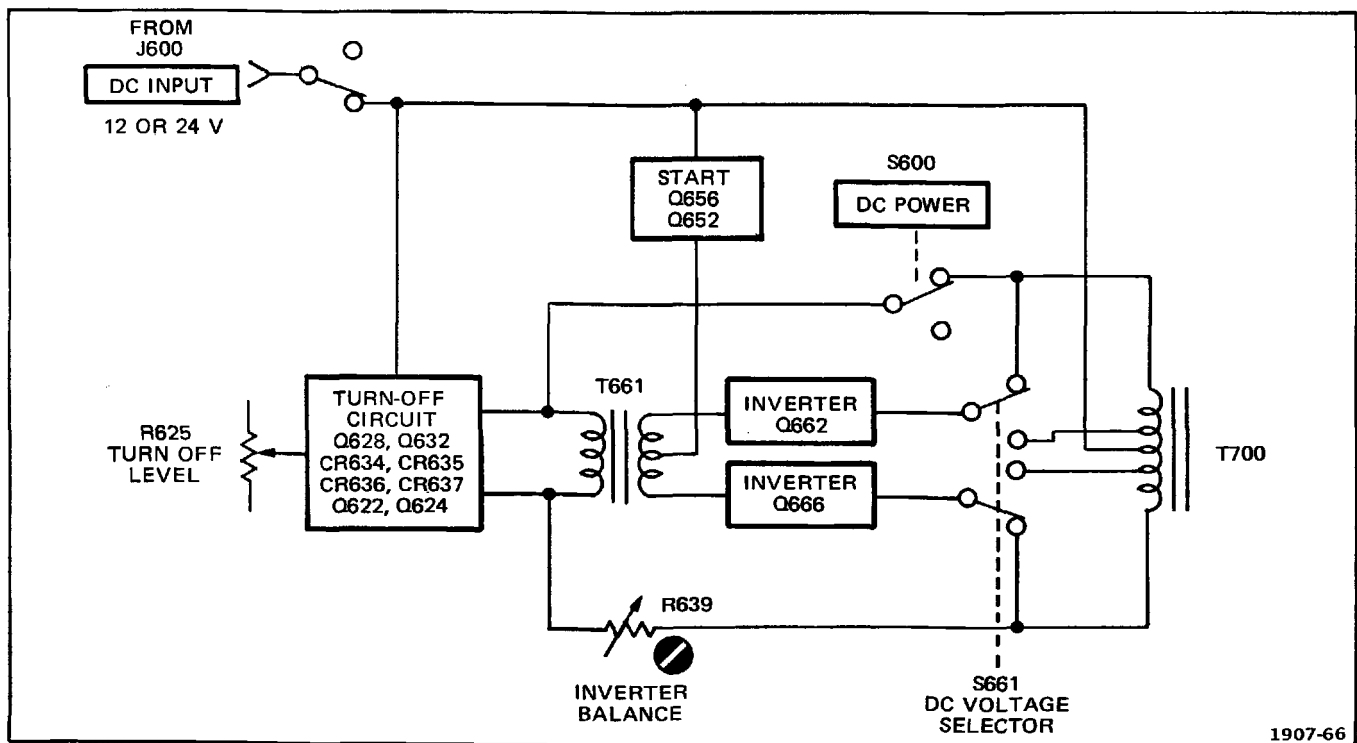 FROM
J600
DC INPUT
12 OR 24 V
START
Q656
Q652
S600
DC POWER
TURN-OFF
CIRCUIT
Q628, Q632
CR634, CR635
CR636, CR637
Q622, Q624
R625
TURN OFF
LEVEL
T661
INVERTER
Q662
INVERTER
Q666
T700
R639
INVERTER
BALANCE
S661
DC VOLTAGE
SELECTOR
1907-66